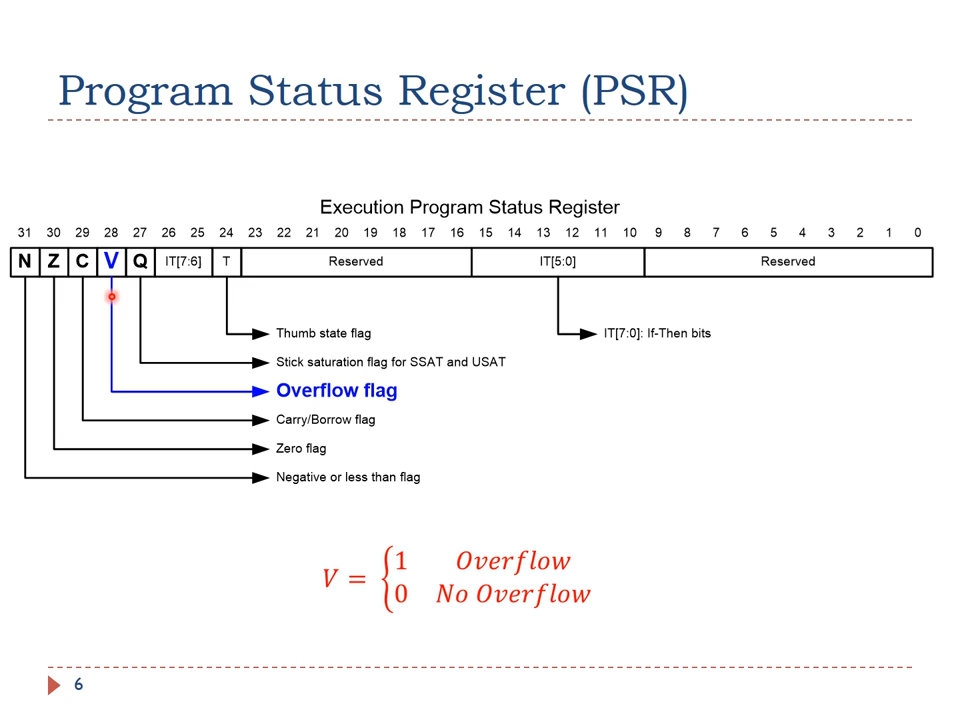 Program Status Register (PSR)
Execution Program Status Register
31 30 29 28 27 26 25 24 23 22 21 20 19 18 17 16 15 14 13 12 11 10 9 8 7 6 5 4 3 2 1 0
N Z C V Q IT[7:6] T Reserved IT[5:0] Reserved
Thumb state flag IT[7:0]: If-Then bits
Stick saturation flag for SSAT and USAT
Overflow flag
Carry/Borrow flag
Zero flag
Negative or less than flag
V = { 1 Overflow
0 No Overflow
6